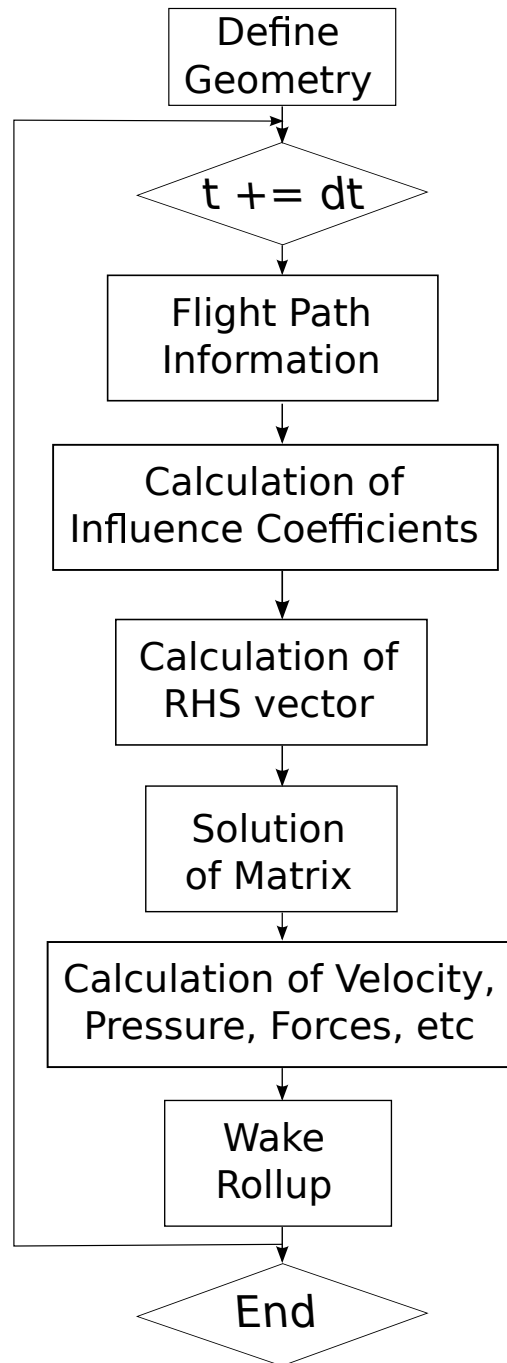 Define
Geometry
t += dt
Flight Path
Information
Calculation of
Influence Coefficients
Calculation of
RHS vector
Solution
of Matrix
Calculation of Velocity,
Pressure, Forces, etc
Wake
Rollup
End